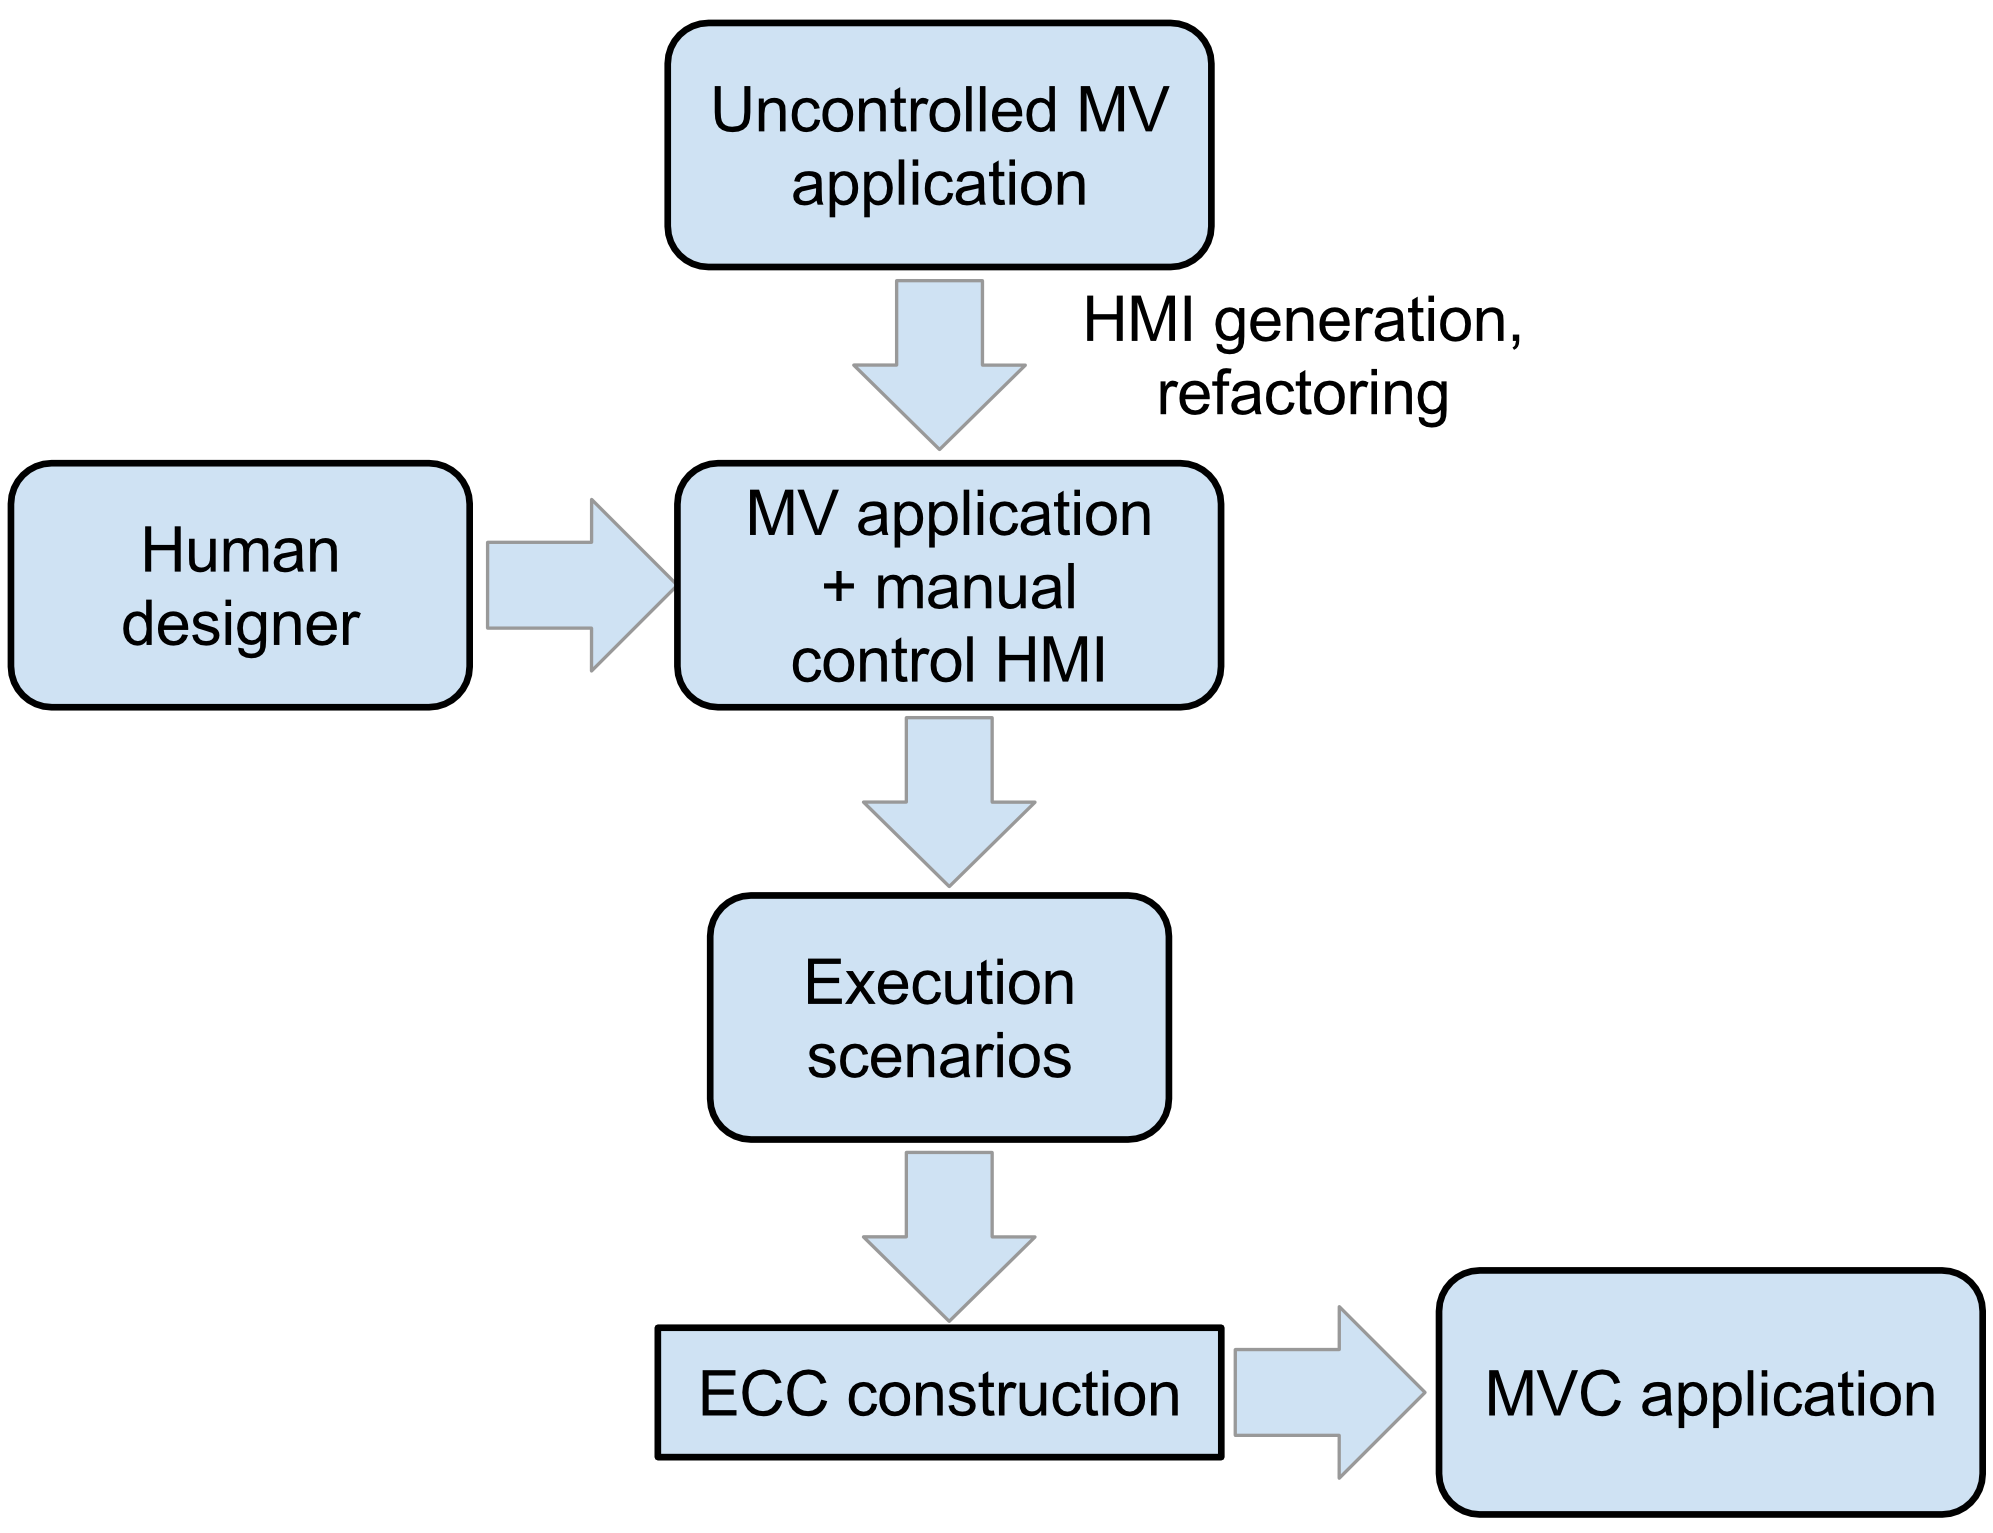 Uncontrolled MV
application
HMI generation,
refactoring
Human
designer
MV application
+ manual
control HMI
Execution
scenarios
ECC construction
MVC application